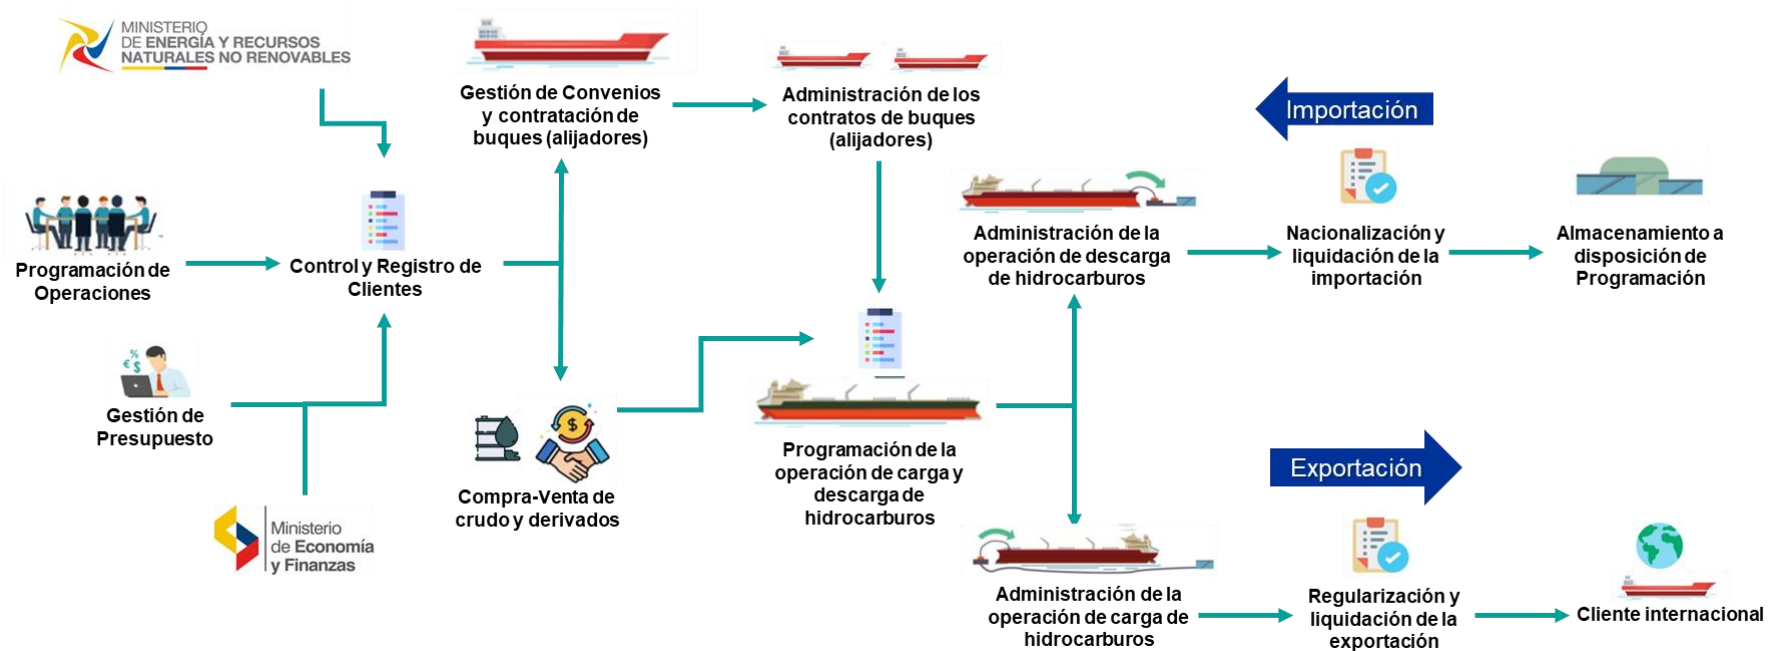 MINISTERIO
DE ENERGÍA Y RECURSOS
NATURALES NO RENOVABLES
Gestión de Convenios
y contratación de
buques (alijadores)
Administración de los
contratos de buques
(alijadores)
Importación
Programación de
Operaciones
Control y Registro de
Clientes
Administración de la
operación de descarga
de hidrocarburos
Nacionalización y
liquidación de la
importación
Almacenamiento a
disposición de
Programación
% € $
Gestión de
Presupuesto
$
Compra-Venta de
crudo y derivados
Programación de la
operación de carga y
descarga de
hidrocarburos
Exportación
Ministerio
de Economía
y Finanzas
Administración de la
operación de carga de
hidrocarburos
Regularización y
liquidación de la
exportación
Cliente internacional